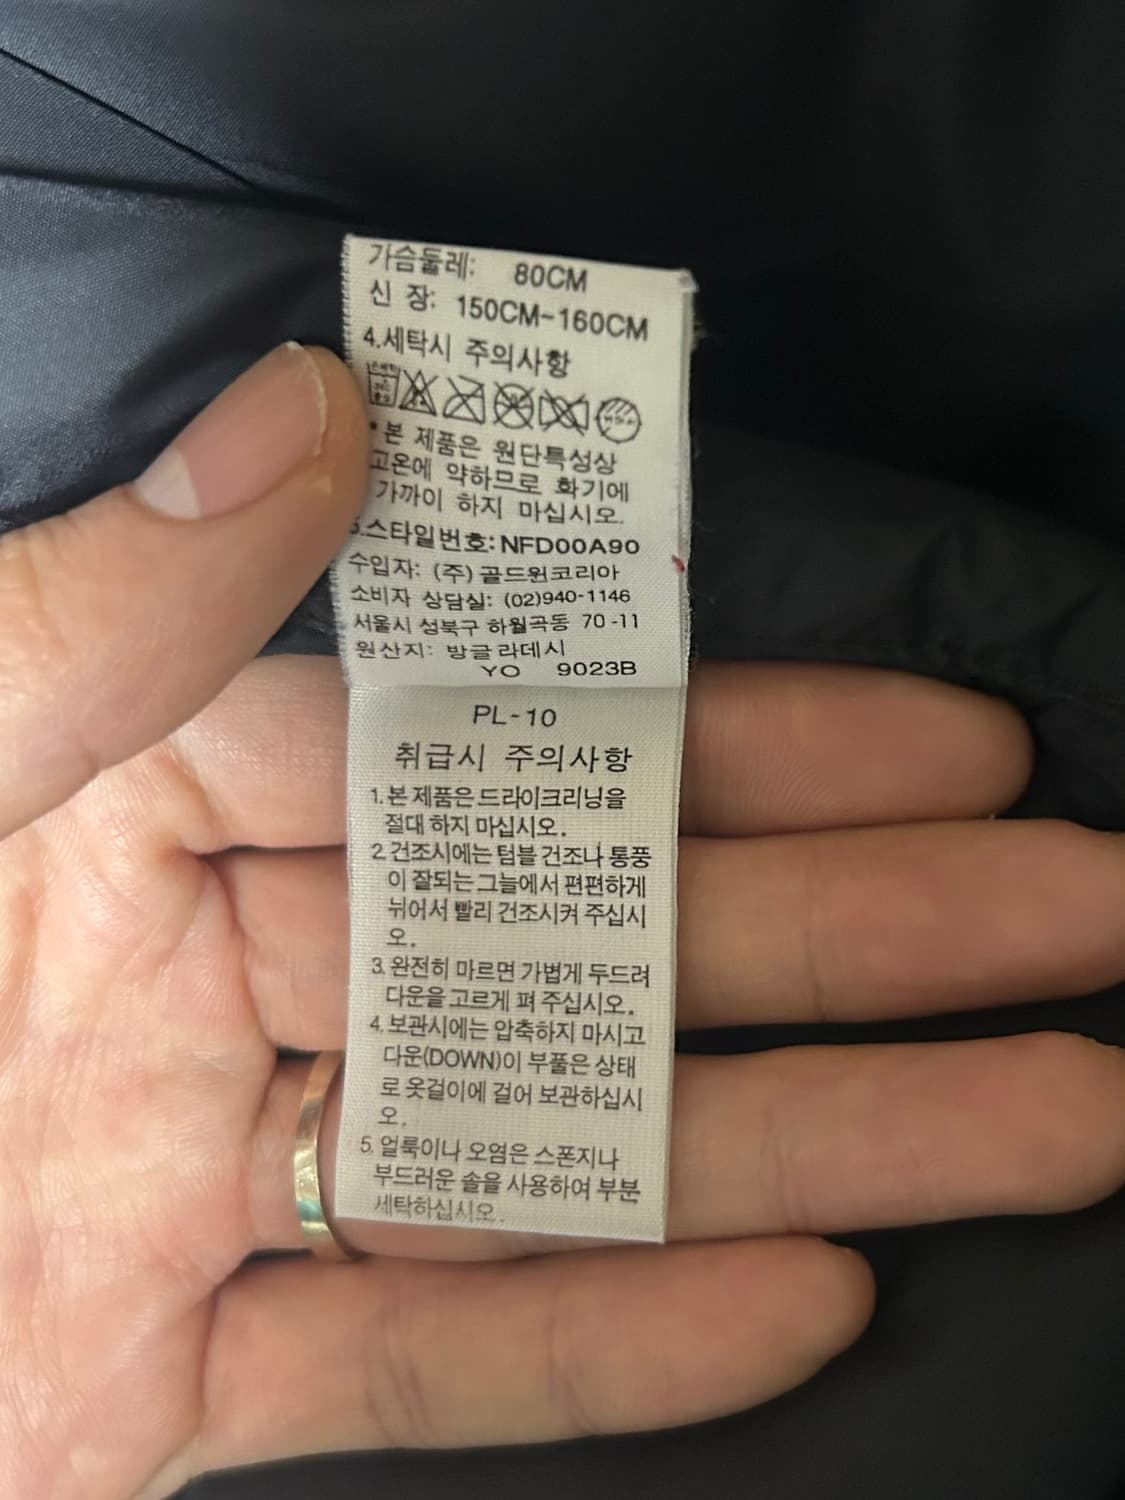 가슴둘레: 80CM
신 장: 150CM~160CM
4.세탁시 주의사항
* 본 제품은 원단특성상
고온에 약하므로 화기에
가까이 하지 마십시오.
5.스타일번호: NFD00A90
수입자: (주) 골드윈코리아
소비자 상담실: (02)940-1146
서울시 성북구 하월곡동 70-11
원산지: 방글라데시
YO 9023B
PL-10
취급시 주의사항
1. 본 제품은 드라이크리닝을
절대 하지 마십시오.
2. 건조시에는 텀블 건조나 통풍
이 잘되는 그늘에서 편편하게
뉘어서 빨리 건조시켜 주십시
오.
3. 완전히 마르면 가볍게 두드려
다운을 고르게 펴 주십시오.
4. 보관시에는 압축하지 마시고
다운(DOWN)이 부풀은 상태
로 옷걸이에 걸어 보관하십시
오.
5. 얼룩이나 오염은 스폰지나
부드러운 솔을 사용하여 부분
세탁하십시오.